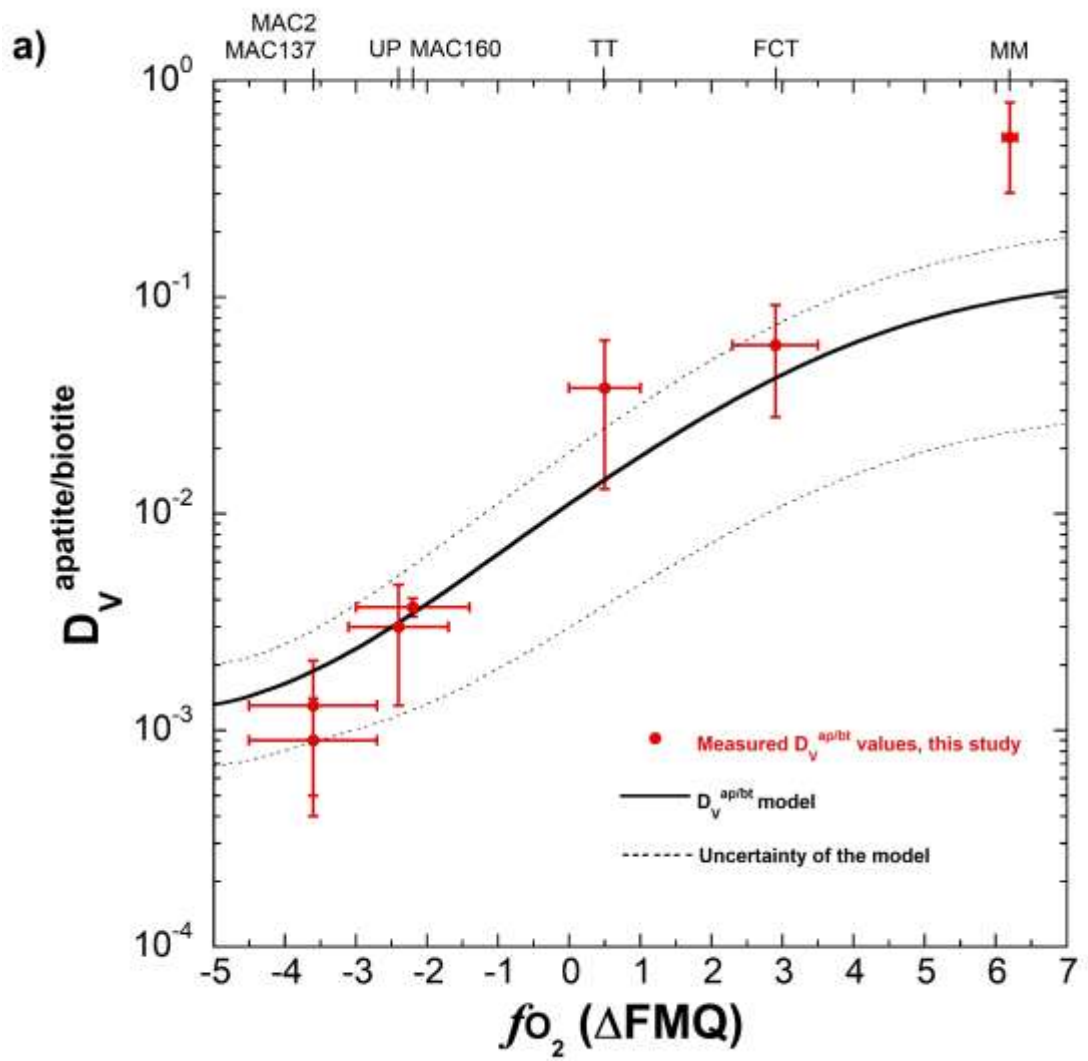 a)
MAC2
MAC137 UP MAC160 TT FCT MM
10⁰
10⁻¹
10⁻²
10⁻³
10⁻⁴
D_V^apatite/biotite
Measured D_V^ap/bt values, this study
D_V^ap/bt model
Uncertainty of the model
-5 -4 -3 -2 -1 0 1 2 3 4 5 6 7
fO₂ (ΔFMQ)